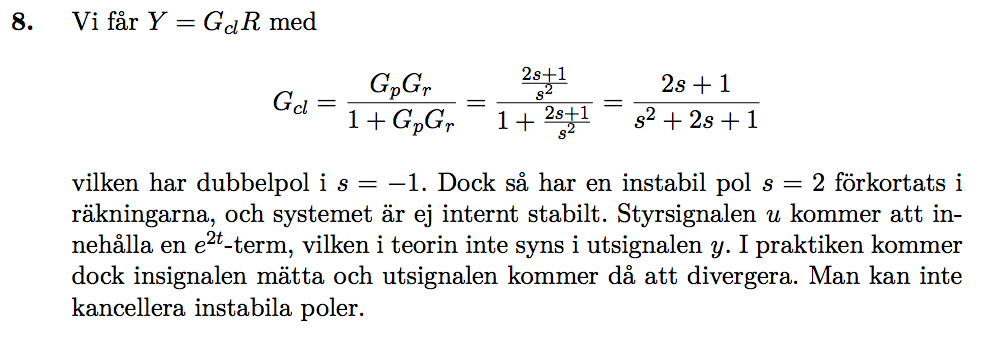 8. Vi får Y = G_{cl}R med
G_{cl} = \frac{G_pG_r}{1 + G_pG_r} = \frac{\frac{2s+1}{s^2}}{1 + \frac{2s+1}{s^2}} = \frac{2s + 1}{s^2 + 2s + 1}
vilken har dubbelpol i s = −1. Dock så har en instabil pol s = 2 förkortats i
räkningarna, och systemet är ej internt stabilt. Styrsignalen u kommer att in-
nehålla en e^{2t}-term, vilken i teorin inte syns i utsignalen y. I praktiken kommer
dock insignalen mätta och utsignalen kommer då att divergera. Man kan inte
kancellera instabila poler.